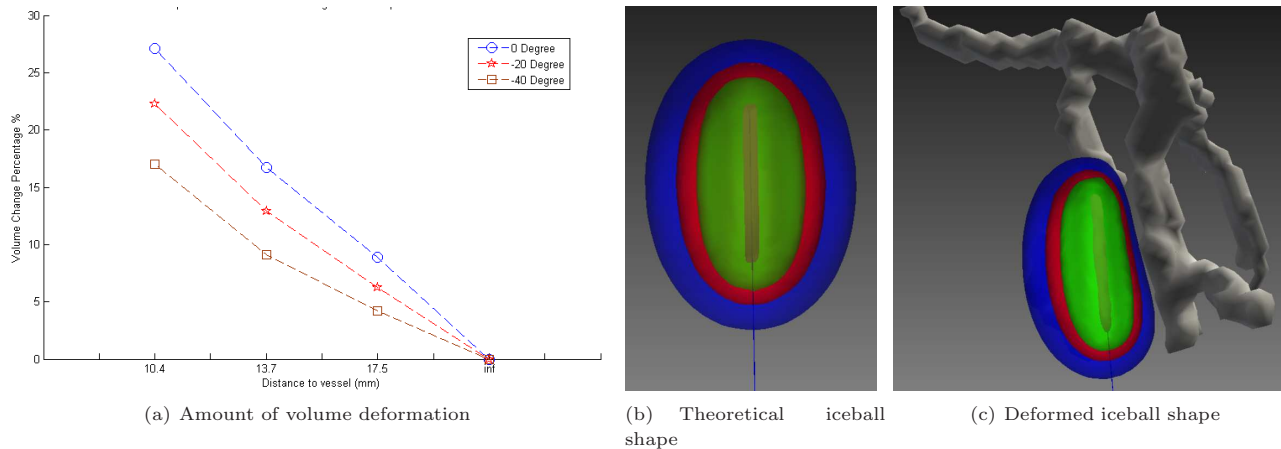 30
25
20
15
10
5
0
Volume Change Percentage %
0 Degree
-20 Degree
-40 Degree
10.4 13.7 17.5 inf
Distance to vessel (mm)
(a) Amount of volume deformation
(b) Theoretical iceball
shape
(c) Deformed iceball shape